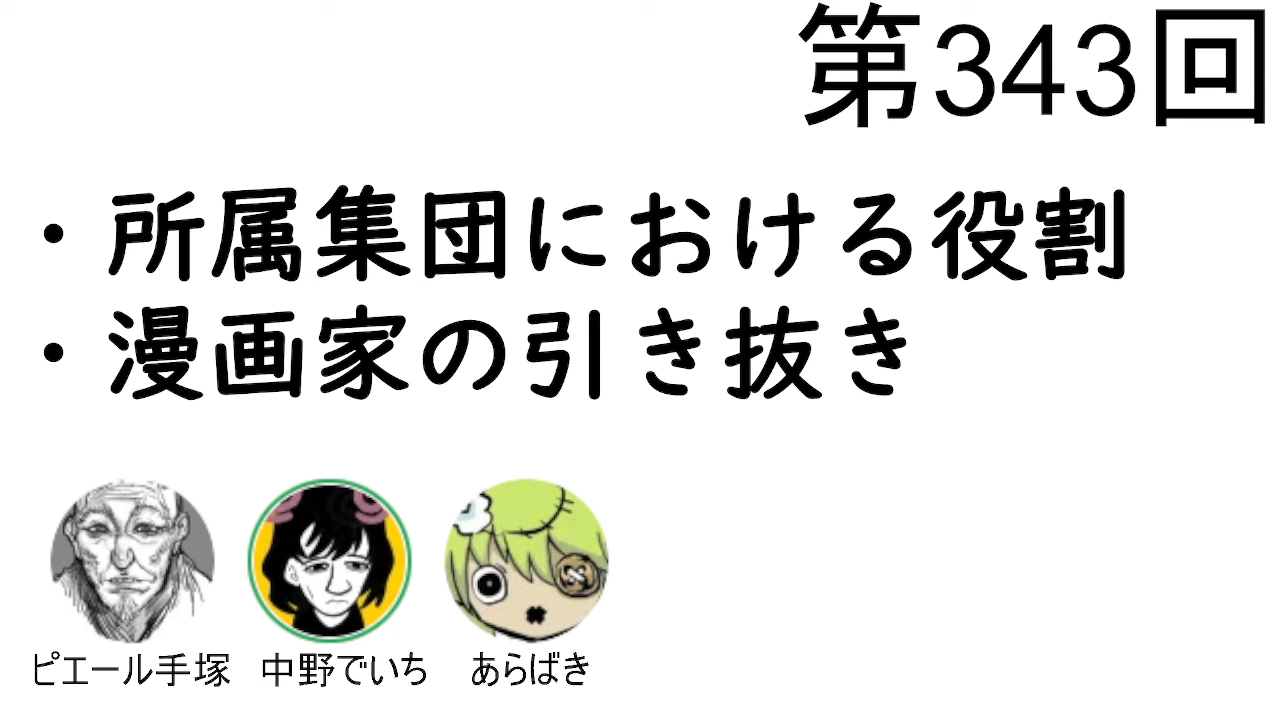 第343回
・所属集団における役割
・漫画家の引き抜き
ピエール手塚 中野でいち あらばき